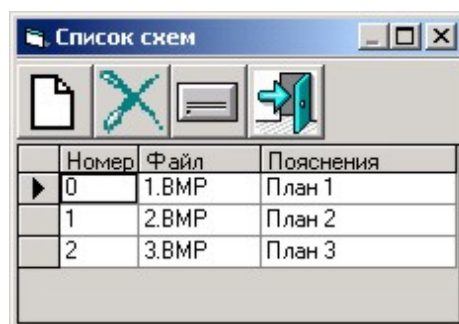 Список схем
Номер Файл Пояснения
0 1.BMP План 1
1 2.BMP План 2
2 3.BMP План 3